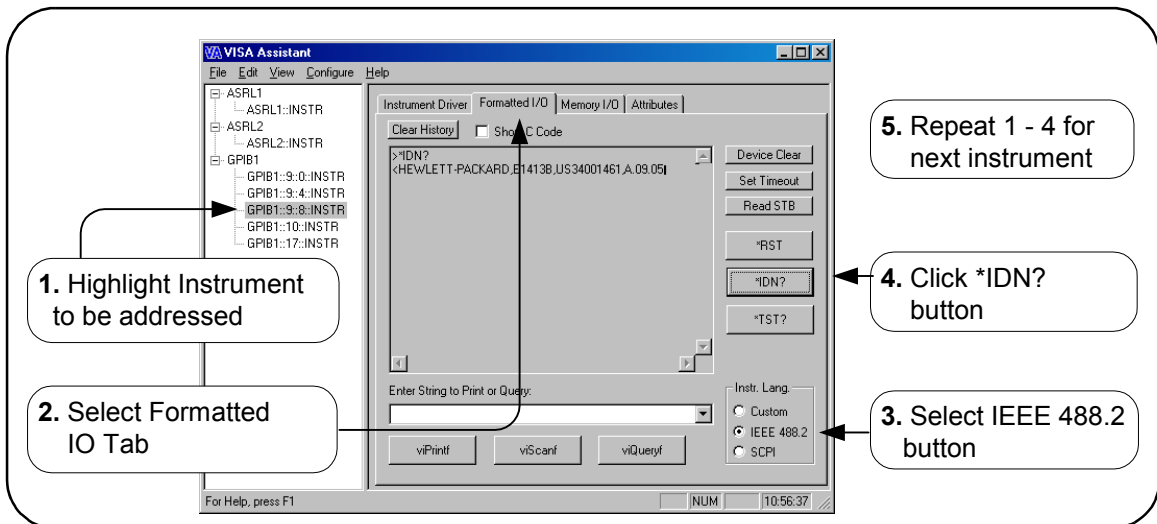 VA VISA Assistant
File Edit View Configure Help
ASRL1
ASRL1::INSTR
ASRL2
ASRL2::INSTR
GPIB1
GPIB1::9::0::INSTR
GPIB1::9::4::INSTR
GPIB1::9::8::INSTR
GPIB1::10::INSTR
GPIB1::17::INSTR
Instrument Driver Formatted I/O Memory I/O Attributes
Clear History Show C Code
>*IDN?
<HEWLETT-PACKARD,E1413B,US34001461,A.09.05
Device Clear
Set Timeout
Read STB
*RST
*IDN?
*TST?
Enter String to Print or Query:
viPrintf viScanf viQueryf
Instr. Lang.
Custom
IEEE 488.2
SCPI
For Help, press F1 NUM 10:56:37
1. Highlight Instrument
to be addressed
2. Select Formatted
IO Tab
3. Select IEEE 488.2
button
4. Click *IDN?
button
5. Repeat 1 - 4 for
next instrument